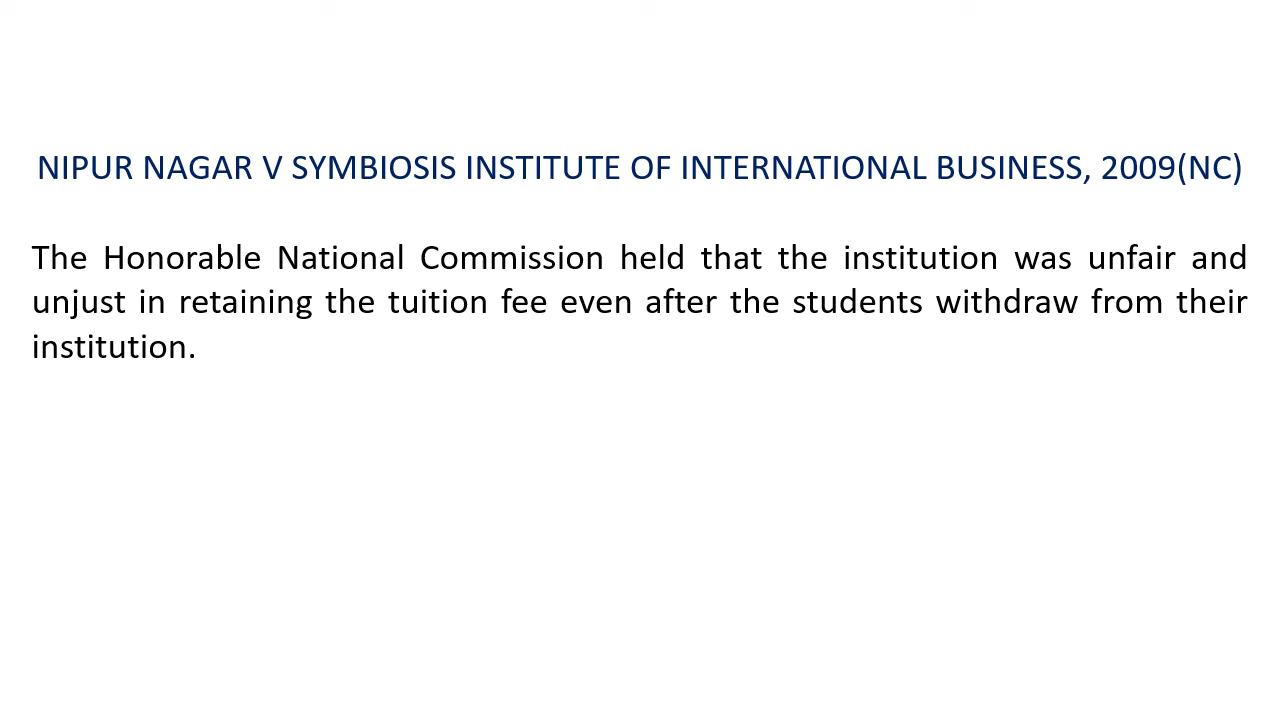 NIPUR NAGAR V SYMBIOSIS INSTITUTE OF INTERNATIONAL BUSINESS, 2009(NC)
The Honorable National Commission held that the institution was unfair and
unjust in retaining the tuition fee even after the students withdraw from their
institution.